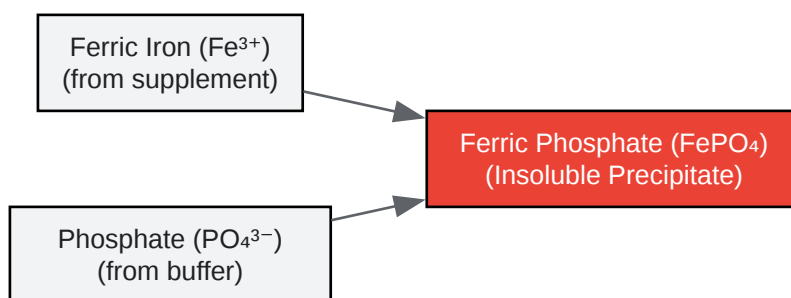 Ferric Iron (Fe³⁺)
(from supplement)
Ferric Phosphate (FePO₄)
(Insoluble Precipitate)
Phosphate (PO₄³⁻)
(from buffer)